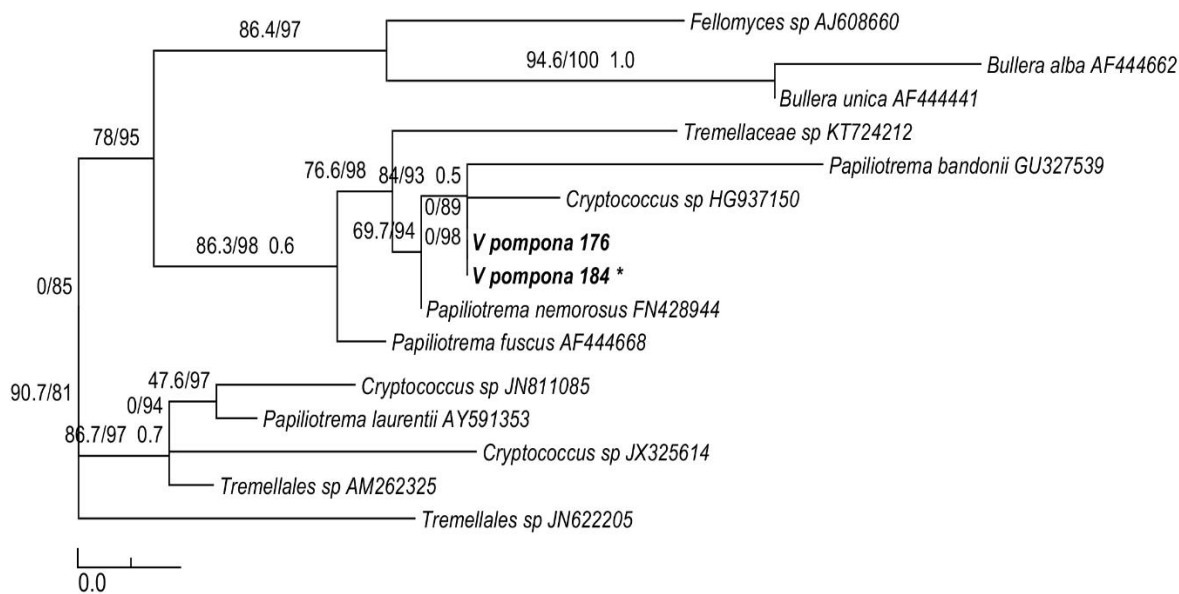 86.4/97
Fellomyces sp AJ608660
94.6/100 1.0
Bullera alba AF444662
Bullera unica AF444441
78/95
Tremellaceae sp KT724212
76.6/98
84/93 0.5
Papiliotrema bandonii GU327539
Cryptococcus sp HG937150
0/89
69.7/94
0/98
V pompona 176
86.3/98 0.6
V pompona 184 *
0/85
Papiliotrema nemorosus FN428944
Papiliotrema fuscus AF444668
90.7/81
47.6/97
Cryptococcus sp JN811085
0/94
Papiliotrema laurentii AY591353
86.7/97 0.7
Cryptococcus sp JX325614
Tremellales sp AM262325
Tremellales sp JN622205
0.0